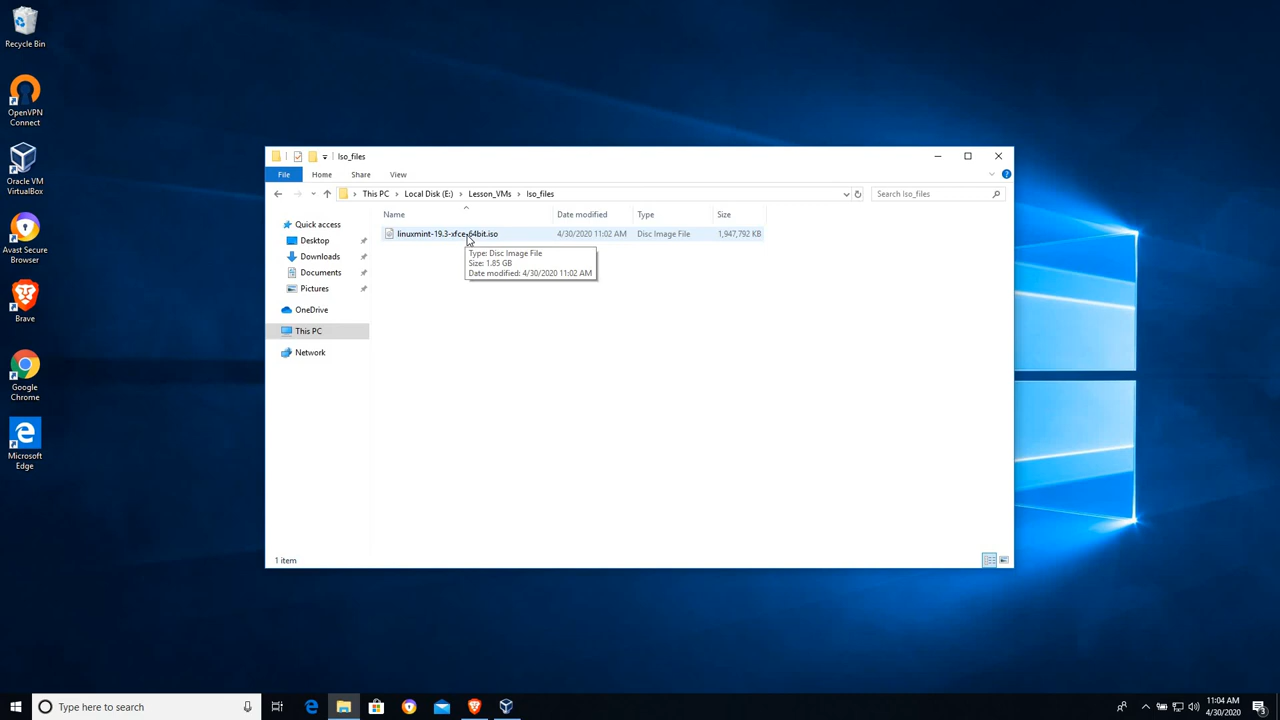 Recycle Bin
OpenVPN
Connect
Oracle VM
VirtualBox
Avast Secure
Browser
Brave
Google
Chrome
Microsoft
Edge
Iso_files
File
Home
Share
View
This PC
Local Disk (E:)
Lesson_VMs
Iso_files
Search Iso_files
Name
Date modified
Type
Size
linuxmint-19.3-xfce-64bit.iso
4/30/2020 11:02 AM
Disc Image File
1,947,792 KB
Type: Disc Image File
Size: 1.85 GB
Date modified: 4/30/2020 11:02 AM
Quick access
Desktop
Downloads
Documents
Pictures
OneDrive
This PC
Network
1 item
Type here to search
11:04 AM
4/30/2020
3